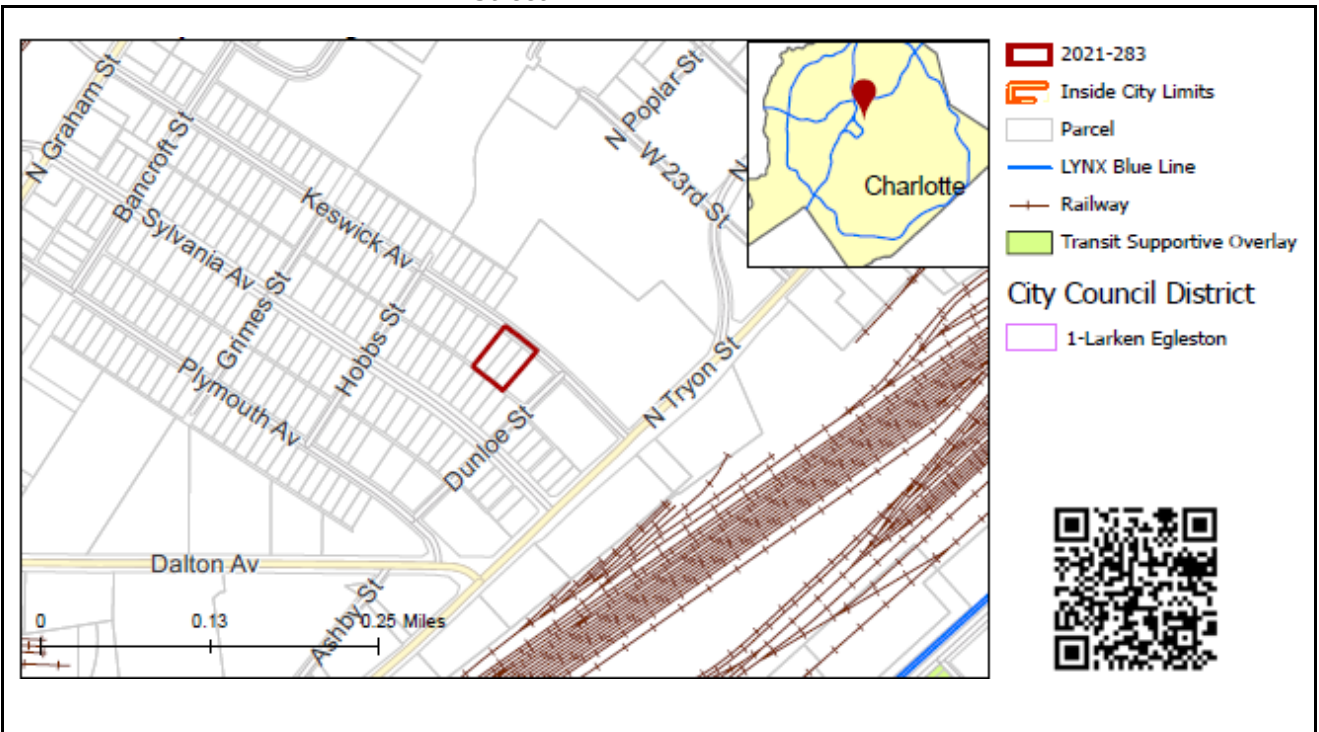 N Graham St
Bancroft St
Keswick Av
Sylvania Av
Grimes St
Hobbs St
Plymouth Av
Dunloe St
N Poplar St
W 23rd St
N
N Tryon St
Dalton Av
Ashby St
0
0.13
0.25 Miles
Charlotte
2021-283
Inside City Limits
Parcel
LYNX Blue Line
Railway
Transit Supportive Overlay
City Council District
1-Larken Egleston